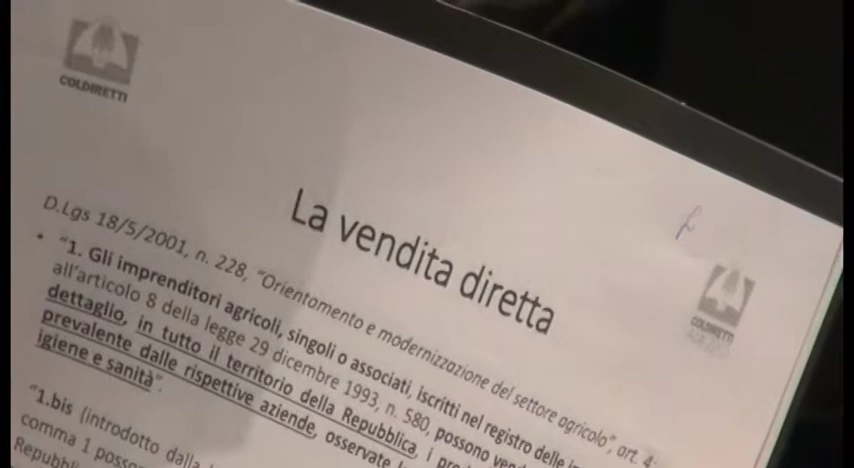 COLDIRETTI
La vendita diretta
COLDIRETTI
D.Lgs 18/5/2001, n. 228, "Orientamento e modernizzazione del settore agricolo", art. 4:
• "1. Gli imprenditori agricoli, singoli o associati, iscritti nel registro delle
all'articolo 8 della legge 29 dicembre 1993, n. 580, possono
dettaglio, in tutto il territorio della Repubblica, i
prevalente dalle rispettive aziende, osservate
igiene e sanità".
"1.bis (introdotto dalla
comma 1